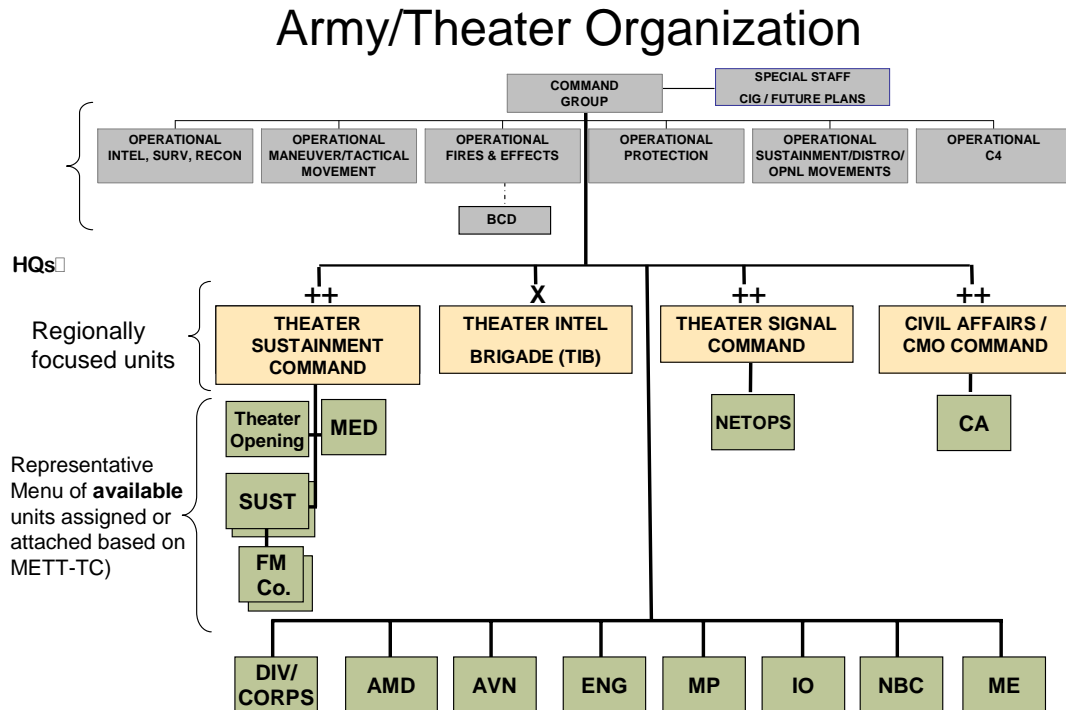 Army/Theater Organization
COMMAND
GROUP
SPECIAL STAFF
CIG / FUTURE PLANS
OPERATIONAL
INTEL, SURV, RECON
OPERATIONAL
MANEUVER/TACTICAL
MOVEMENT
OPERATIONAL
FIRES & EFFECTS
OPERATIONAL
PROTECTION
OPERATIONAL
SUSTAINMENT/DISTRO/
OPNL MOVEMENTS
OPERATIONAL
C4
BCD
HQs
++
X
++
++
Regionally
focused units
THEATER
SUSTAINMENT
COMMAND
THEATER INTEL
BRIGADE (TIB)
THEATER SIGNAL
COMMAND
CIVIL AFFAIRS /
CMO COMMAND
Theater
Opening
MED
NETOPS
CA
Representative
Menu of available
units assigned or
attached based on
METT-TC)
SUST
FM
Co.
DIV/
CORPS
AMD
AVN
ENG
MP
IO
NBC
ME